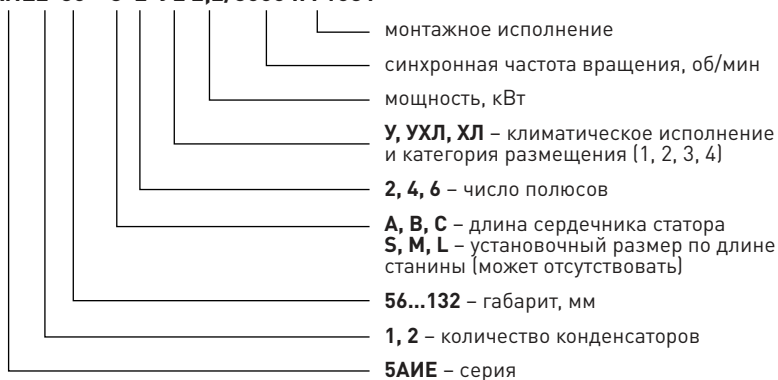 монтажное исполнение
синхронная частота вращения, об/мин
мощность, кВт
У, УХЛ, ХЛ – климатическое исполнение
и категория размещения (1, 2, 3, 4)
2, 4, 6 – число полюсов
А, В, С – длина сердечника статора
S, M, L – установочный размер по длине
станины (может отсутствовать)
56...132 – габарит, мм
1, 2 – количество конденсаторов
5АИЕ – серия